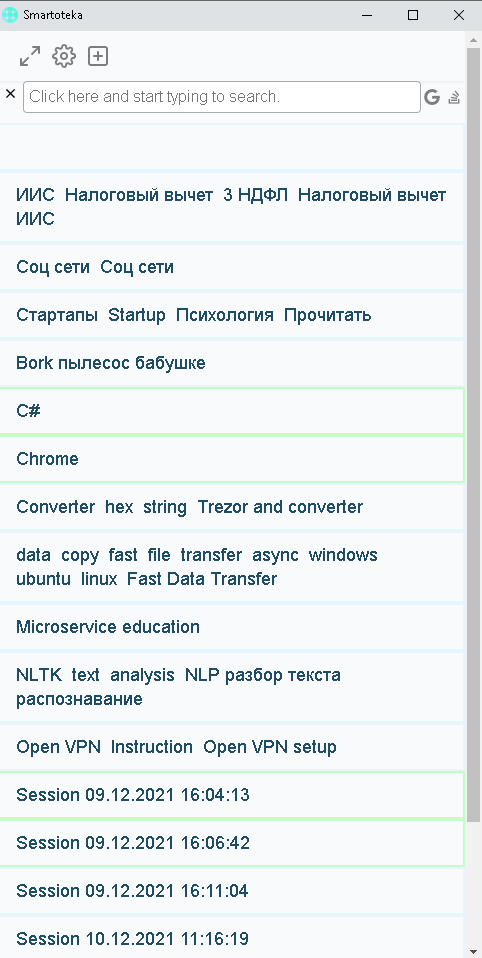 Smartoteka
Click here and start typing to search.
ИИС Налоговый вычет 3 НДФЛ Налоговый вычет
ИИС
Соц сети Соц сети
Стартапы Startup Психология Прочитать
Bork пылесос бабушке
C#
Chrome
Converter hex string Trezor and converter
data copy fast file transfer async windows
ubuntu linux Fast Data Transfer
Microservice education
NLTK text analysis NLP разбор текста
распознавание
Open VPN Instruction Open VPN setup
Session 09.12.2021 16:04:13
Session 09.12.2021 16:06:42
Session 09.12.2021 16:11:04
Session 10.12.2021 11:16:19